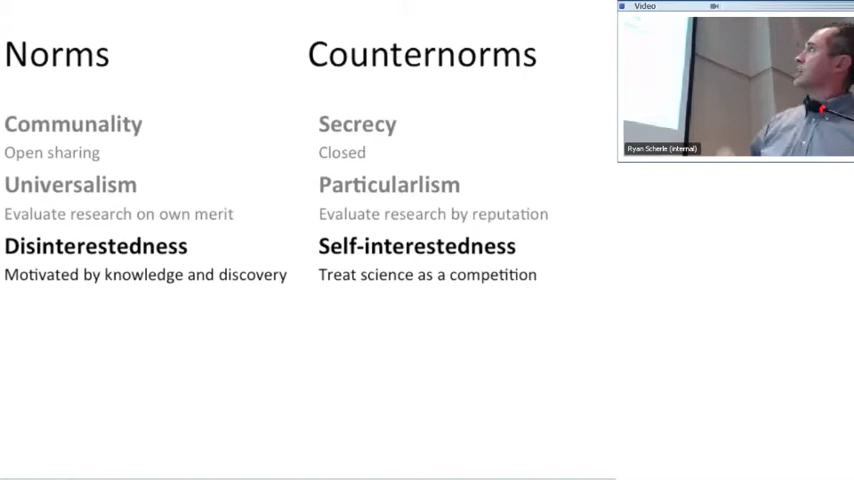 Norms Counternorms
Communality Secrecy
Open sharing Closed
Universalism Particularlism
Evaluate research on own merit Evaluate research by reputation
Disinterestedness Self-interestedness
Motivated by knowledge and discovery Treat science as a competition
Video
Ryan Scherle (internal)